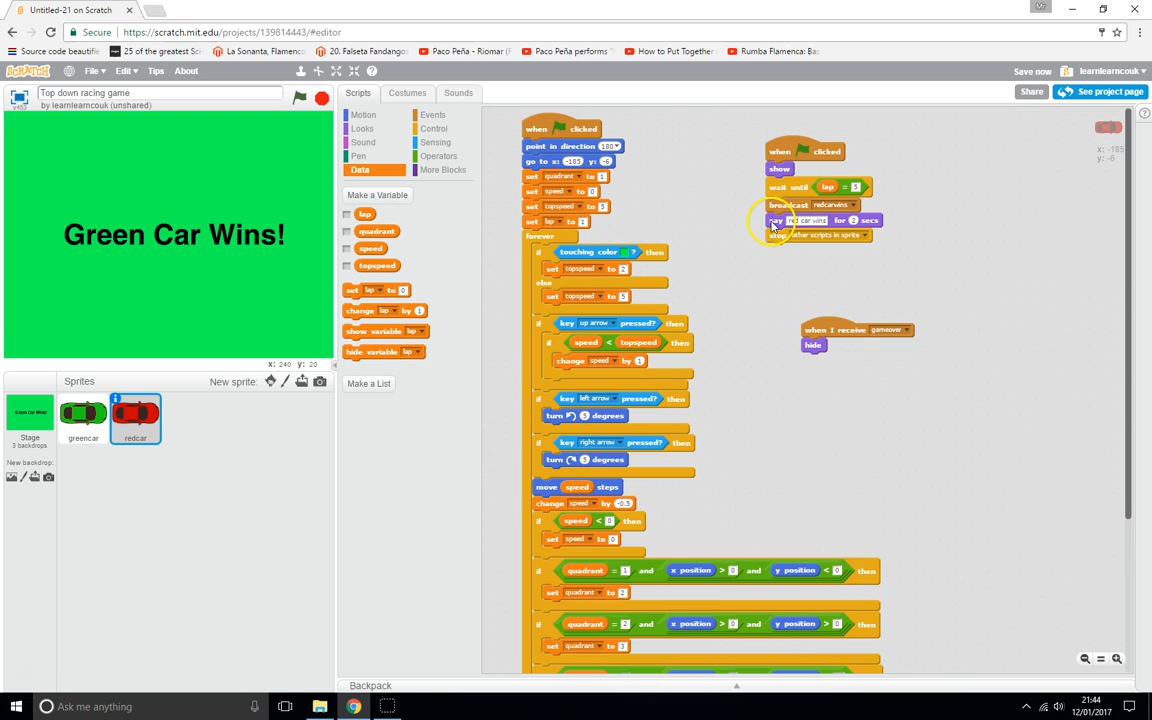 Untitled-21 on Scratch
Mr
Secure https://scratch.mit.edu/projects/139814443/#editor
Source code beautifie
25 of the greatest Sc
La Sonanta, Flamenco
20. Falseta Fandangos
Paco Peña - Riomar (F
Paco Peña performs "
How to Put Together
Rumba Flamenca: Ba
SCRATCH File Edit Tips About
Save now learnlearncouk
Top down racing game
by learnlearncouk (unshared)
v453
Scripts Costumes Sounds
Share See project page
Green Car Wins!
X: 240 y: 20
Sprites New sprite:
Green Car Wins!
Stage
3 backdrops
New backdrop:
greencar
redcar
Motion
Looks
Sound
Pen
Data
Events
Control
Sensing
Operators
More Blocks
Make a Variable
lap
quadrant
speed
topspeed
set lap to 0
change lap by 1
show variable lap
hide variable lap
Make a List
when clicked
point in direction 180
go to x: -185 y: -6
set quadrant to 1
set speed to 0
set topspeed to 5
set lap to 1
forever
if touching color ? then
set topspeed to 2
else
set topspeed to 5
if key up arrow pressed? then
if speed < topspeed then
change speed by 1
if key left arrow pressed? then
turn 5 degrees
if key right arrow pressed? then
turn 5 degrees
move speed steps
change speed by -0.5
if speed < 0 then
set speed to 0
if quadrant = 1 and x position > 0 and y position < 0 then
set quadrant to 2
if quadrant = 2 and x position > 0 and y position > 0 then
set quadrant to 3
when clicked
show
wait until lap = 5
broadcast redcarwins
say red car wins for 2 secs
stop other scripts in sprite
when I receive gameover
hide
x: -185
y: -6
Backpack
Ask me anything
21:44
12/01/2017